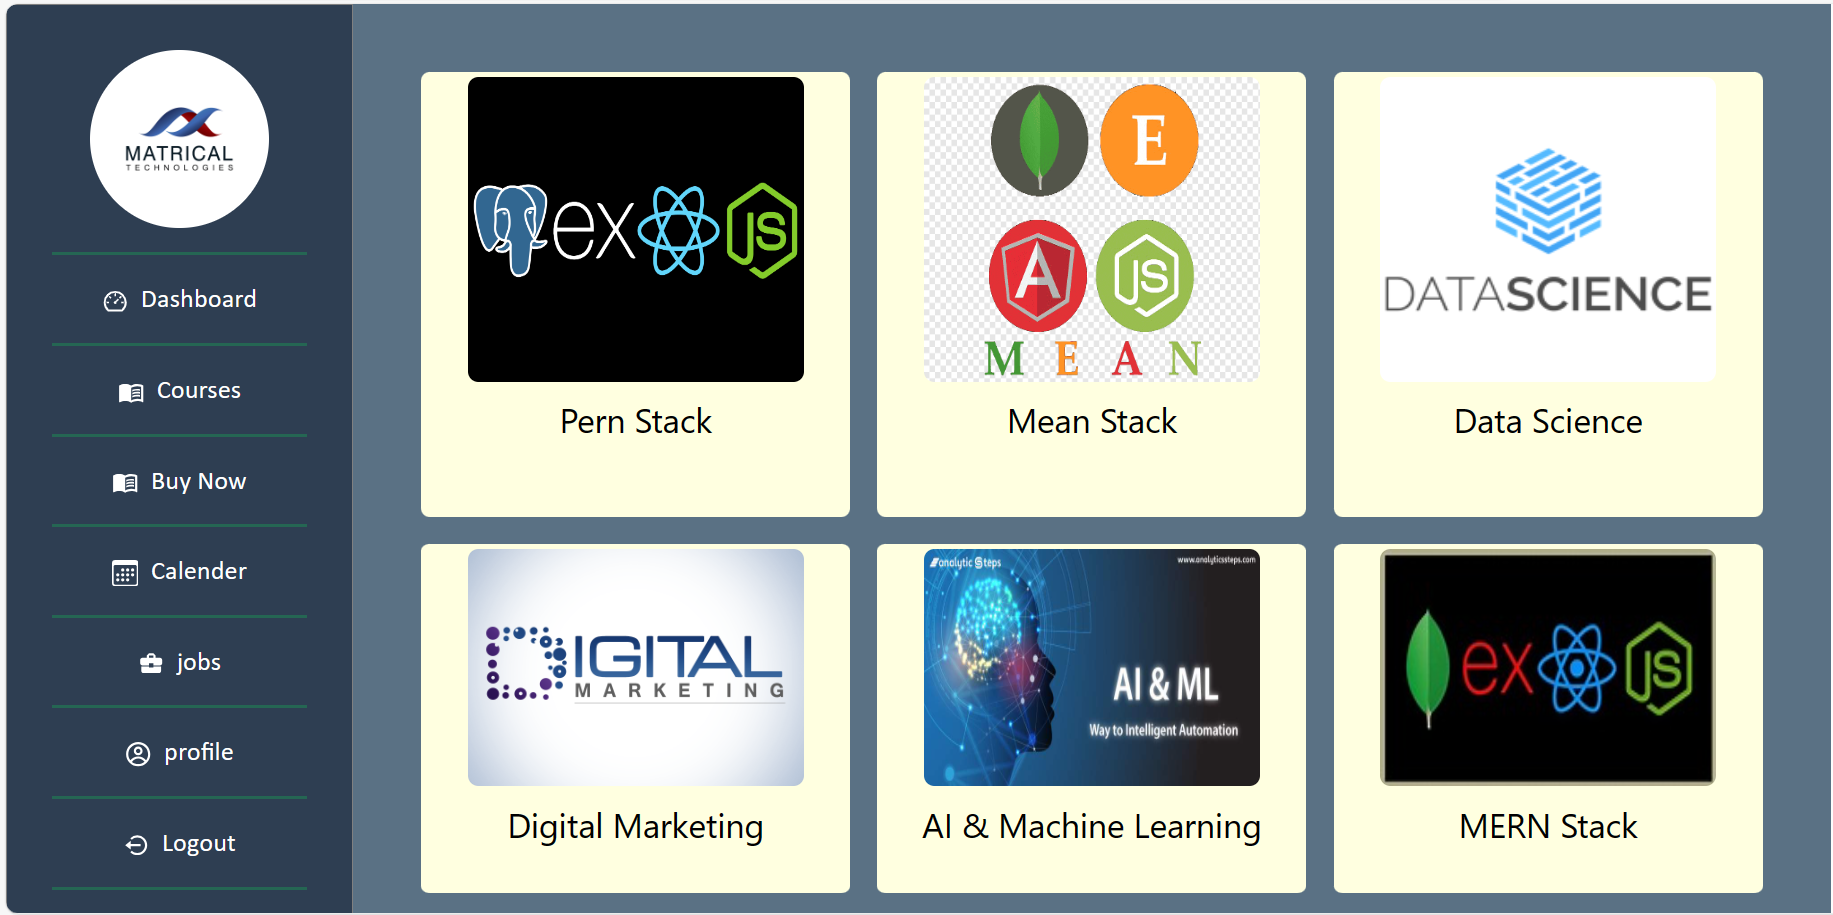 MATRICAL
TECHNOLOGIES
Dashboard
Courses
Buy Now
Calender
jobs
profile
Logout
ex JS
Pern Stack
E
A JS
M E A N
Mean Stack
DATASCIENCE
Data Science
DIGITAL
MARKETING
Digital Marketing
analytic steps www.analyticssteps.com
AI & ML
Way to Intelligent Automation
AI & Machine Learning
ex JS
MERN Stack